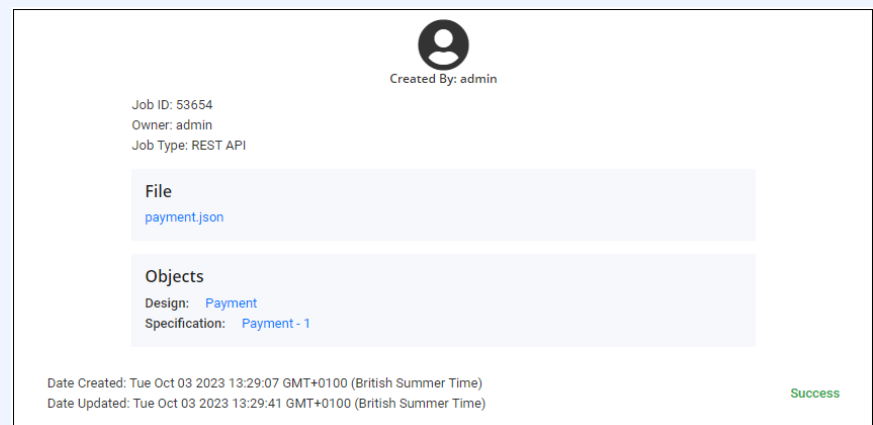 Created By: admin
Job ID: 53654
Owner: admin
Job Type: REST API
File
payment.json
Objects
Design: Payment
Specification: Payment - 1
Date Created: Tue Oct 03 2023 13:29:07 GMT+0100 (British Summer Time)
Date Updated: Tue Oct 03 2023 13:29:41 GMT+0100 (British Summer Time)
Success